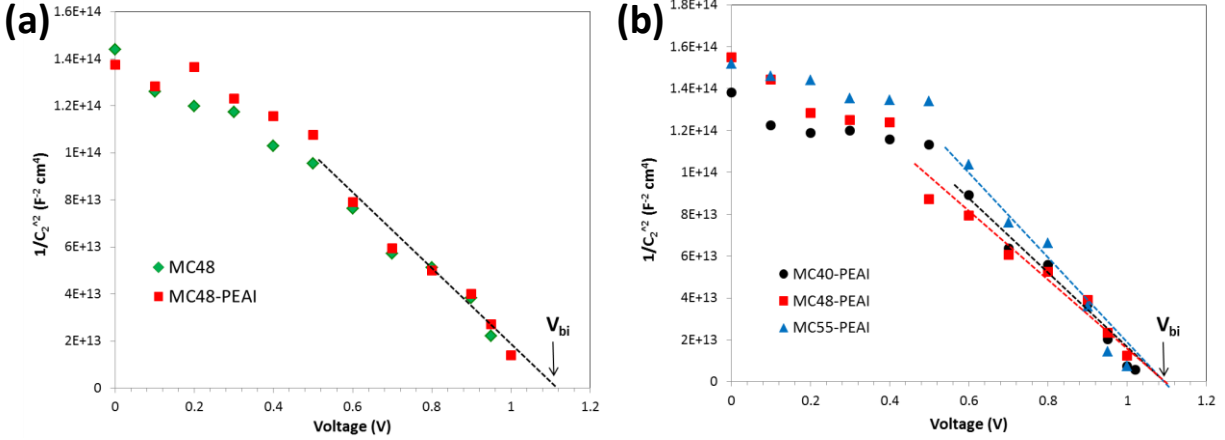 (a)
1.6E+14
1.4E+14
1.2E+14
1E+14
8E+13
6E+13
4E+13
2E+13
0
1/C₂^² (F⁻² cm⁴)
MC48
MC48-PEAI
Vbi
0 0.2 0.4 0.6 0.8 1 1.2
Voltage (V)
(b)
1.8E+14
1.6E+14
1.4E+14
1.2E+14
1E+14
8E+13
6E+13
4E+13
2E+13
0
1/C₂^² (F⁻² cm⁴)
MC40-PEAI
MC48-PEAI
MC55-PEAI
Vbi
0 0.2 0.4 0.6 0.8 1 1.2
Voltage (V)